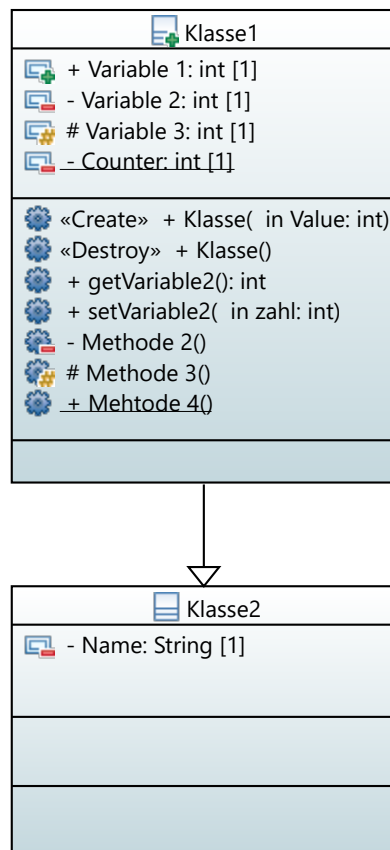 Klasse1
+ Variable 1: int [1]
- Variable 2: int [1]
# Variable 3: int [1]
- Counter: int [1]
«Create» + Klasse( in Value: int)
«Destroy» + Klasse()
+ getVariable2(): int
+ setVariable2( in zahl: int)
- Methode 2()
# Methode 3()
+ Mehtode 4()
Klasse2
- Name: String [1]